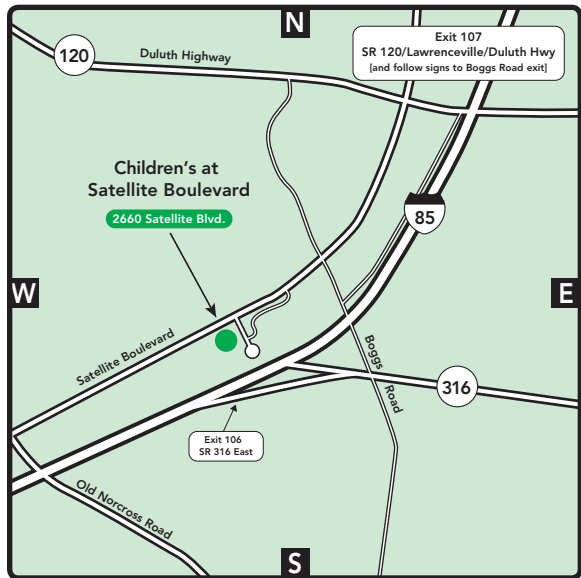 N
Exit 107
SR 120/Lawrenceville/Duluth Hwy
[and follow signs to Boggs Road exit]
120
Duluth Highway
Children's at
Satellite Boulevard
2660 Satellite Blvd.
85
W
E
Satellite Boulevard
Boggs
Road
316
Exit 106
SR 316 East
Old Norcross Road
S